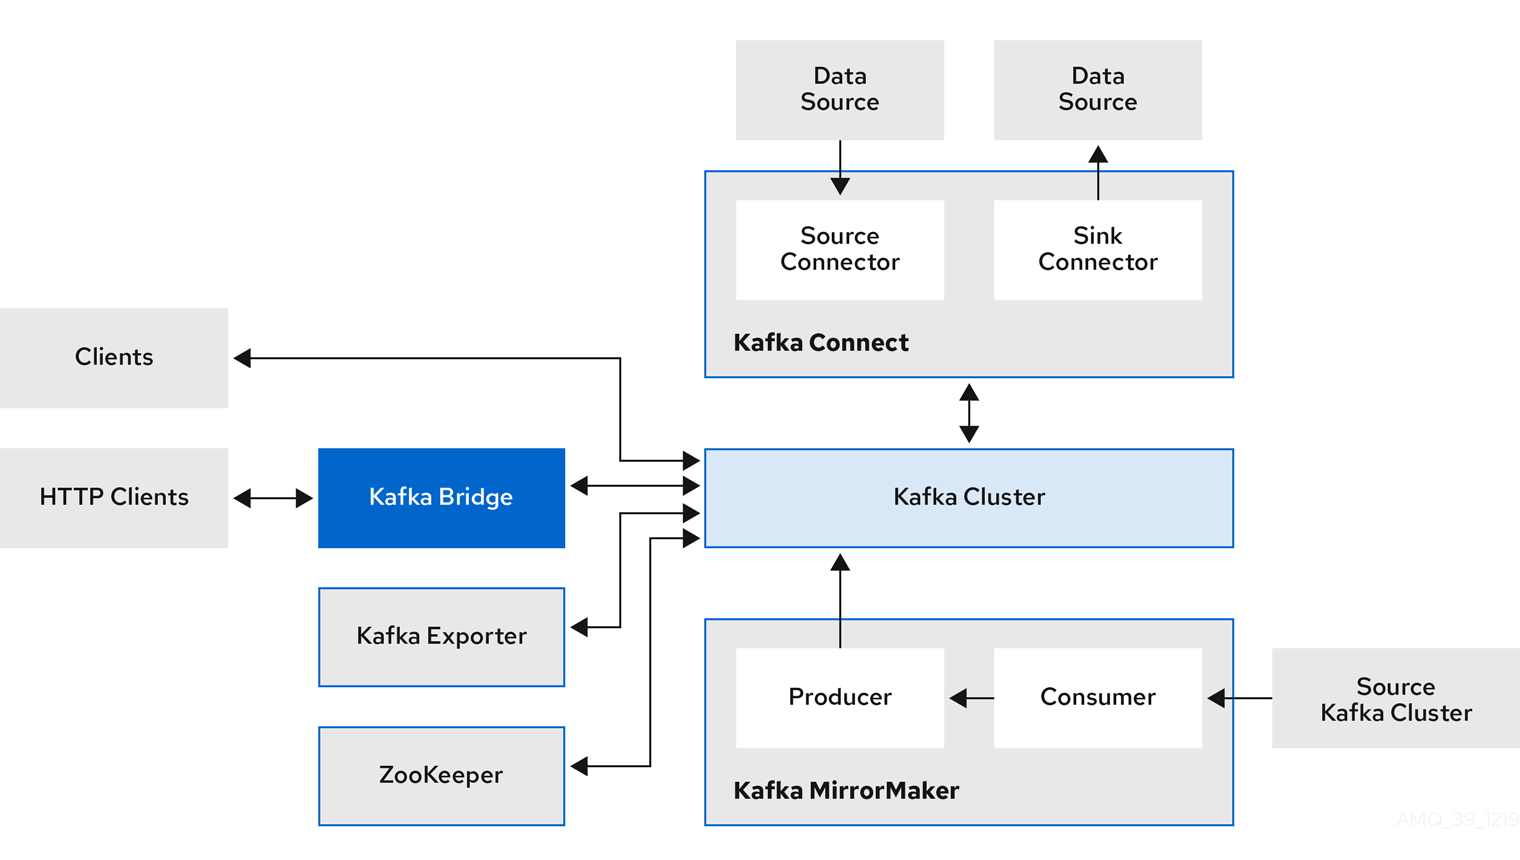 Data
Source
Data
Source
Source
Connector
Sink
Connector
Kafka Connect
Clients
HTTP Clients
Kafka Bridge
Kafka Cluster
Kafka Exporter
ZooKeeper
Producer
Consumer
Source
Kafka Cluster
Kafka MirrorMaker
AMQ_39_1219